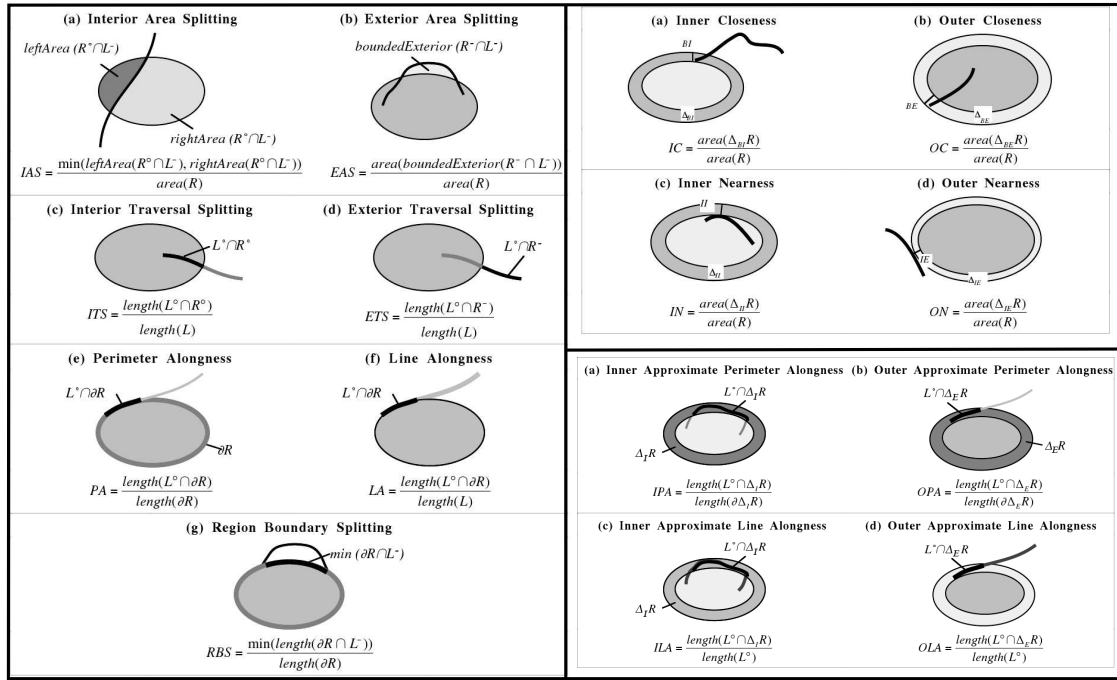 (a) Interior Area Splitting
(b) Exterior Area Splitting
leftArea (R°∩L⁻)
boundedExterior (R⁻∩L⁻)
rightArea (R°∩L⁻)
IAS = min(leftArea(R°∩L⁻), rightArea(R°∩L⁻)) / area(R)
EAS = area(boundedExterior(R⁻ ∩ L⁻)) / area(R)
(c) Interior Traversal Splitting
(d) Exterior Traversal Splitting
L°∩R°
L°∩R⁻
ITS = length(L°∩R°) / length(L)
ETS = length(L°∩R⁻) / length(L)
(e) Perimeter Alongness
(f) Line Alongness
L°∩∂R
∂R
L°∩∂R
PA = length(L°∩∂R) / length(∂R)
LA = length(L°∩∂R) / length(L)
(g) Region Boundary Splitting
min (∂R∩L⁻)
RBS = min(length(∂R ∩ L⁻)) / length(∂R)
(a) Inner Closeness
(b) Outer Closeness
BI
Δ_BI
BE
Δ_BE
IC = area(Δ_BI R) / area(R)
OC = area(Δ_BE R) / area(R)
(c) Inner Nearness
(d) Outer Nearness
II
Δ_II
IE
Δ_IE
IN = area(Δ_II R) / area(R)
ON = area(Δ_IE R) / area(R)
(a) Inner Approximate Perimeter Alongness
(b) Outer Approximate Perimeter Alongness
L°∩Δ_I R
Δ_I R
L°∩Δ_E R
Δ_E R
IPA = length(L°∩Δ_I R) / length(∂Δ_I R)
OPA = length(L°∩Δ_E R) / length(∂Δ_E R)
(c) Inner Approximate Line Alongness
(d) Outer Approximate Line Alongness
L°∩Δ_I R
Δ_I R
L°∩Δ_E R
ILA = length(L°∩Δ_I R) / length(L°)
OLA = length(L°∩Δ_E R) / length(L°)